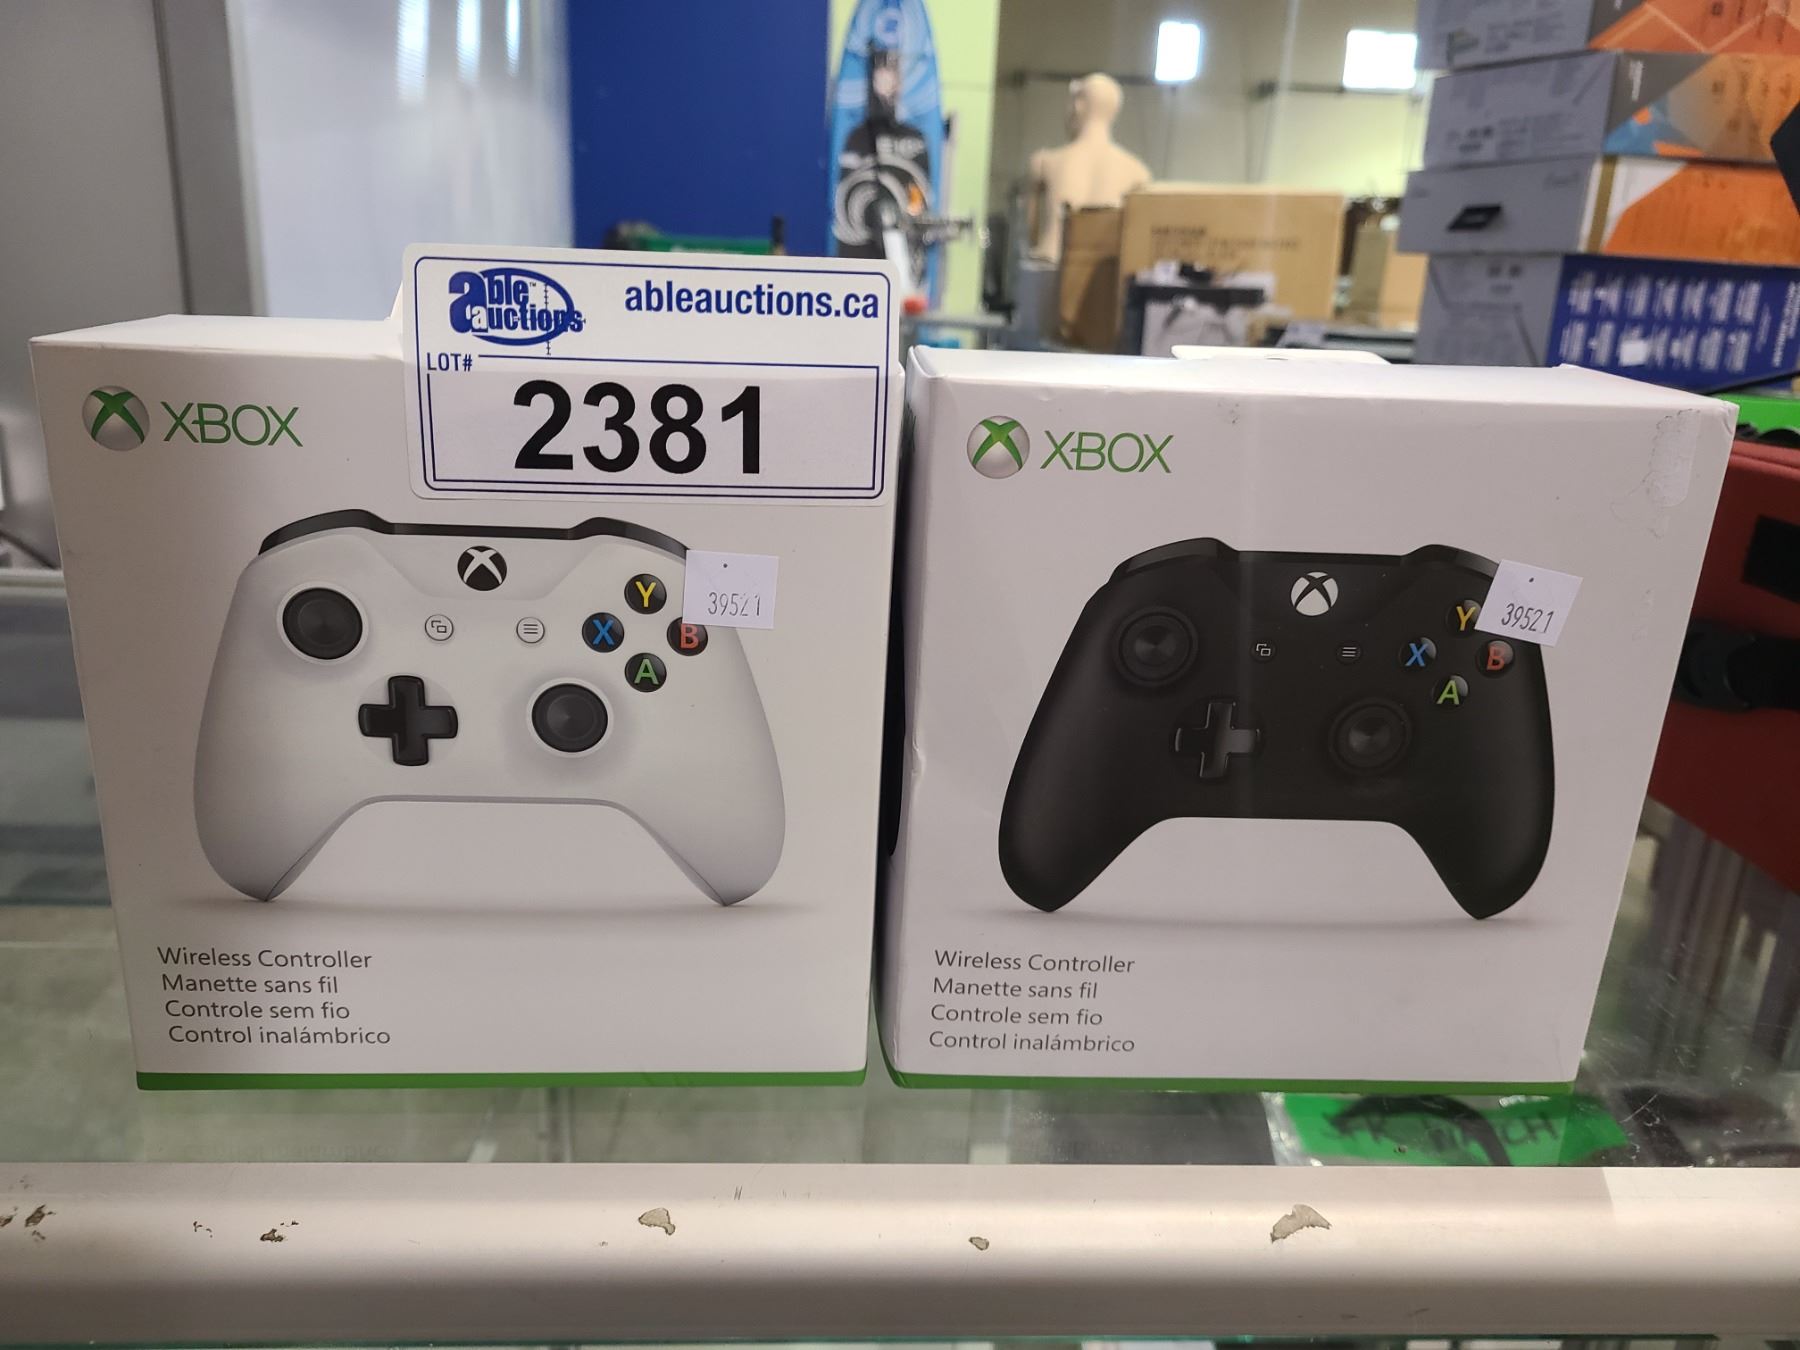 able
auctions
TM
ableauctions.ca
LOT#
2381
XBOX
Y
X
B
A
39521
Wireless Controller
Manette sans fil
Controle sem fio
Control inalámbrico
XBOX
Y
X
B
A
39521
Wireless Controller
Manette sans fil
Controle sem fio
Control inalámbrico